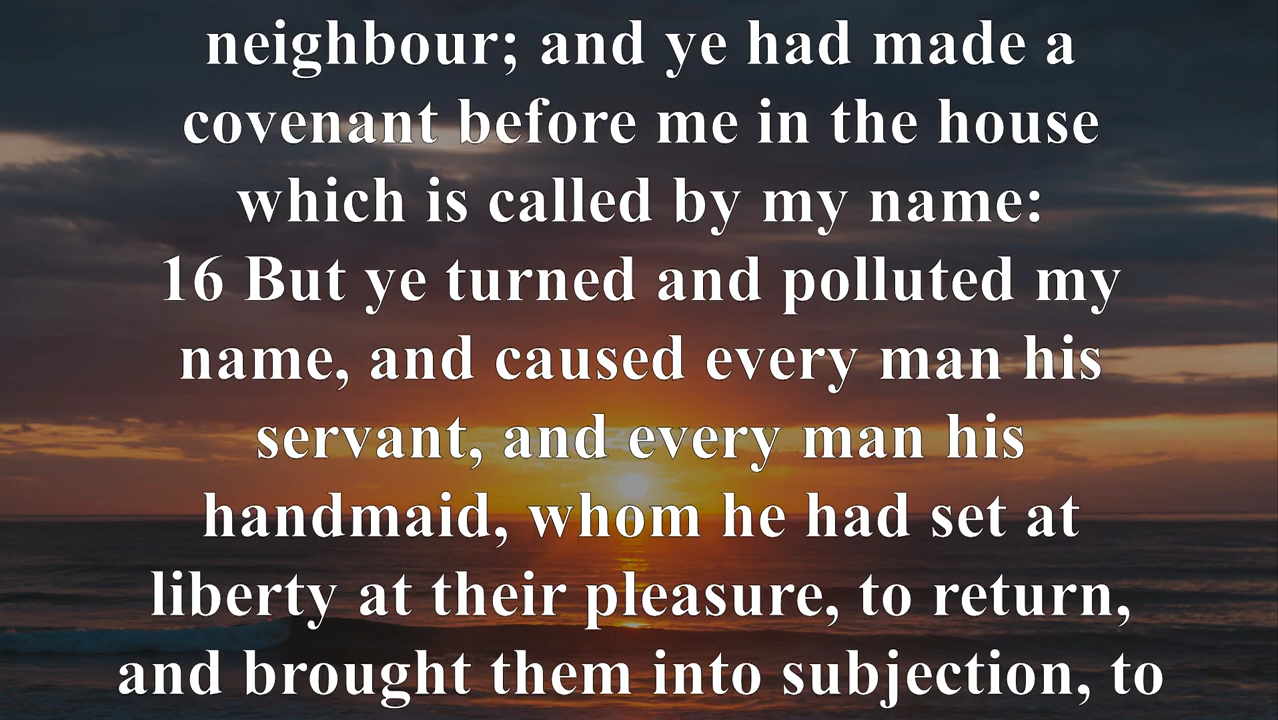 neighbour; and ye had made a
covenant before me in the house
which is called by my name:
16 But ye turned and polluted my
name, and caused every man his
servant, and every man his
handmaid, whom he had set at
liberty at their pleasure, to return,
and brought them into subjection, to